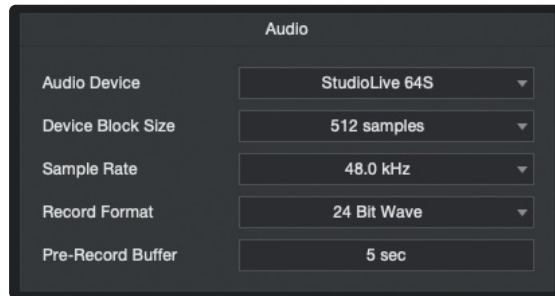 Audio
Audio Device StudioLive 64S
Device Block Size 512 samples
Sample Rate 48.0 kHz
Record Format 24 Bit Wave
Pre-Record Buffer 5 sec